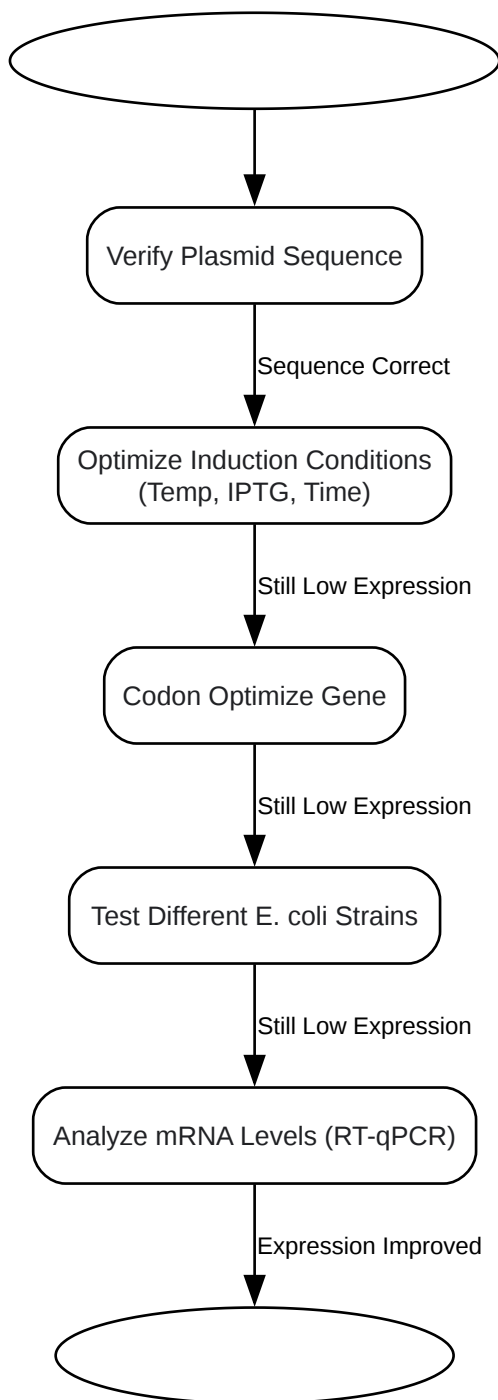 Verify Plasmid Sequence
Sequence Correct
Optimize Induction Conditions
(Temp, IPTG, Time)
Still Low Expression
Codon Optimize Gene
Still Low Expression
Test Different E. coli Strains
Still Low Expression
Analyze mRNA Levels (RT-qPCR)
Expression Improved